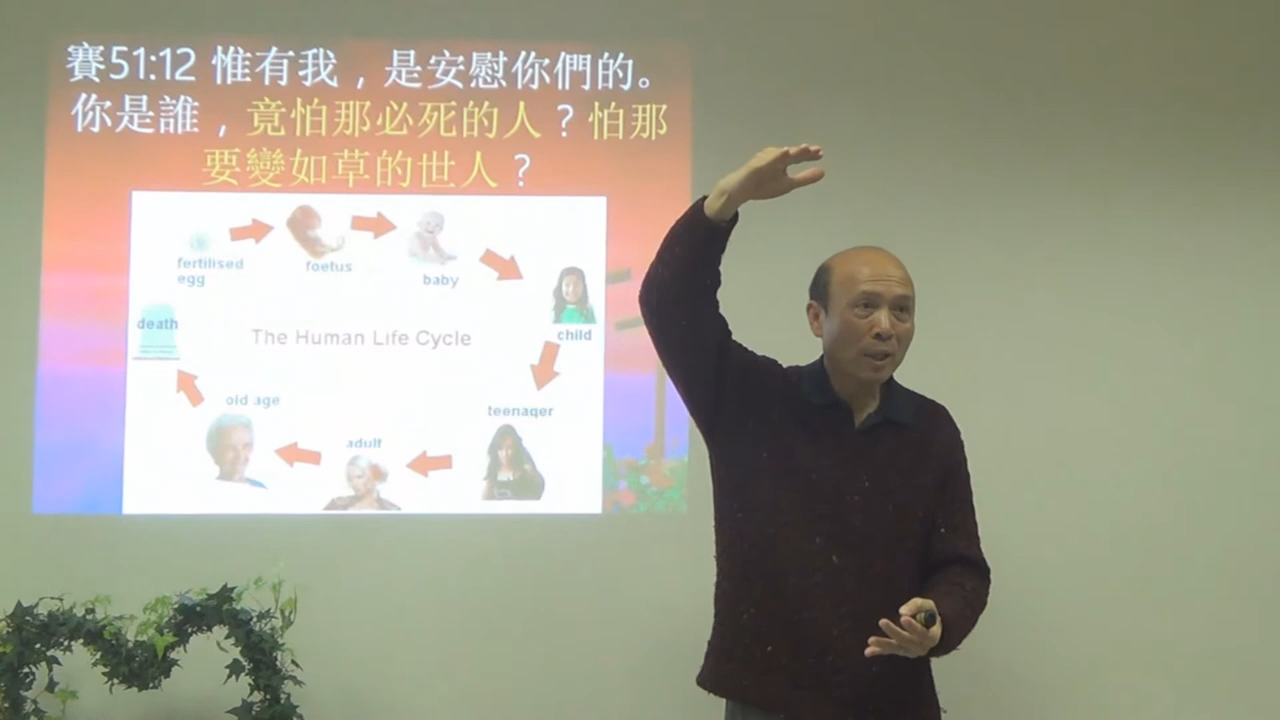 賽51:12 惟有我，是安慰你們的。
你是誰，竟怕那必死的人？怕那
要變如草的世人？
fertilised
egg
foetus
baby
child
teenager
adult
old age
death
The Human Life Cycle